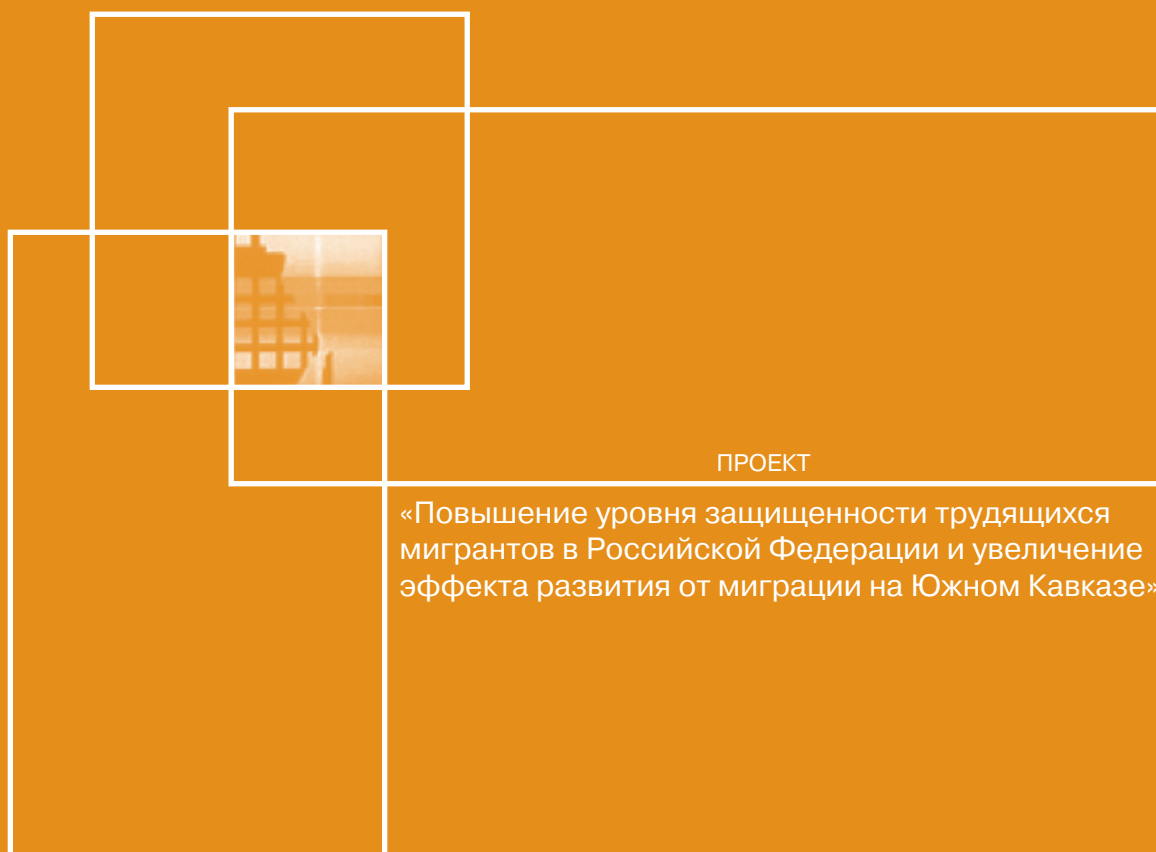 ПРОЕКТ
«Повышение уровня защищенности трудящихся
мигрантов в Российской Федерации и увеличение
эффекта развития от миграции на Южном Кавказе»